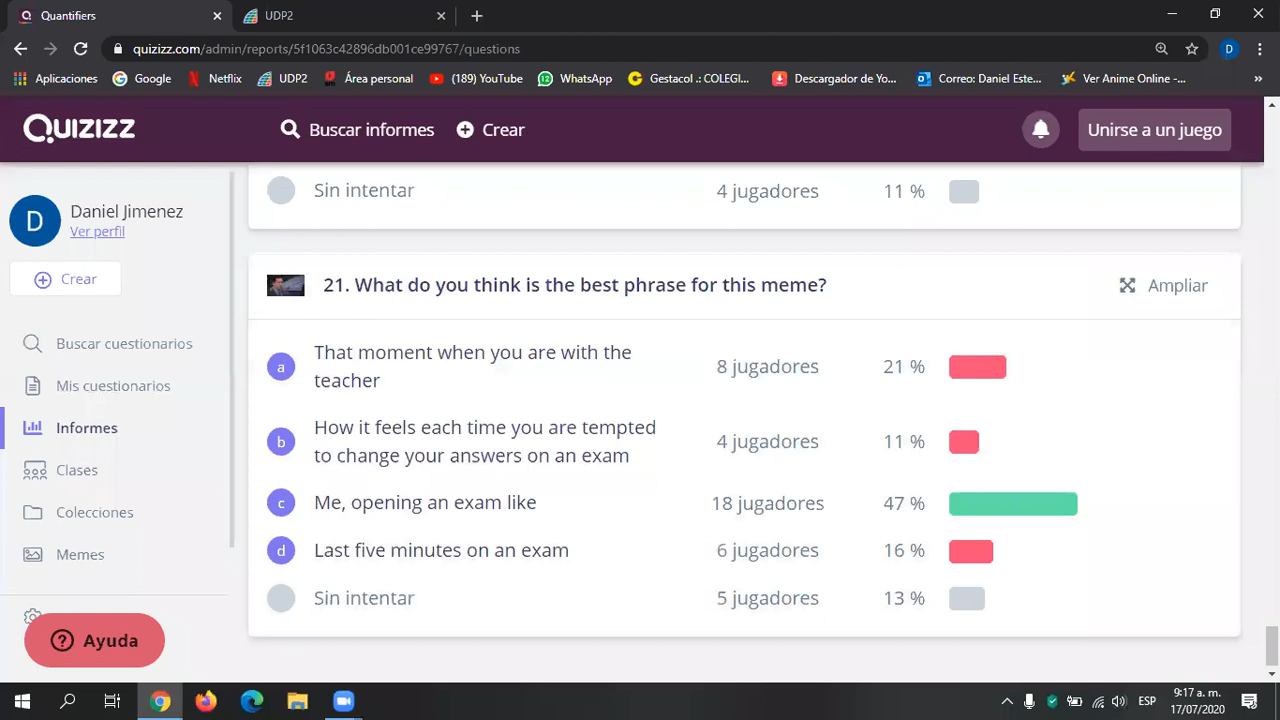 Quantifiers
UDP2
quizizz.com/admin/reports/5f1063c42896db001ce99767/questions
D
Aplicaciones
Google
Netflix
UDP2
Área personal
(189) YouTube
WhatsApp
Gestacol .: COLEGI...
Descargador de Yo...
Correo: Daniel Este...
Ver Anime Online -...
»
QUIZIZZ
Buscar informes
Crear
Unirse a un juego
D
Daniel Jimenez
Ver perfil
Crear
Buscar cuestionarios
Mis cuestionarios
Informes
Clases
Colecciones
Memes
Ayuda
Sin intentar 4 jugadores 11 %
21. What do you think is the best phrase for this meme?
Ampliar
a That moment when you are with the
teacher
8 jugadores 21 %
b How it feels each time you are tempted
to change your answers on an exam
4 jugadores 11 %
c Me, opening an exam like 18 jugadores 47 %
d Last five minutes on an exam 6 jugadores 16 %
Sin intentar 5 jugadores 13 %
ESP
9:17 a. m.
17/07/2020